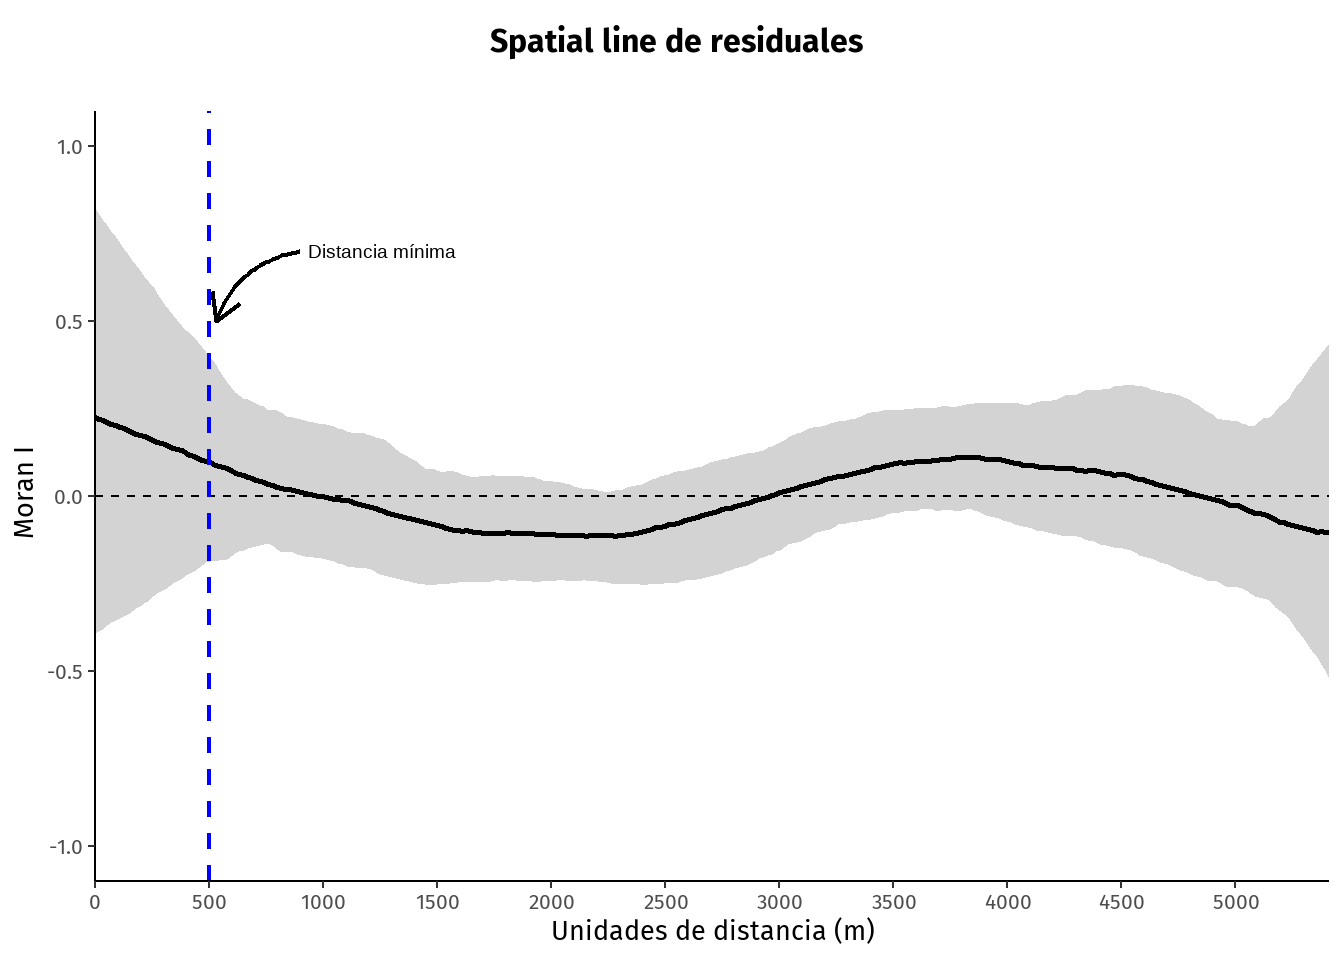 Spatial line de residuales
1.0
0.5
0.0
-0.5
-1.0
Moran I
Distancia mínima
0 500 1000 1500 2000 2500 3000 3500 4000 4500 5000
Unidades de distancia (m)